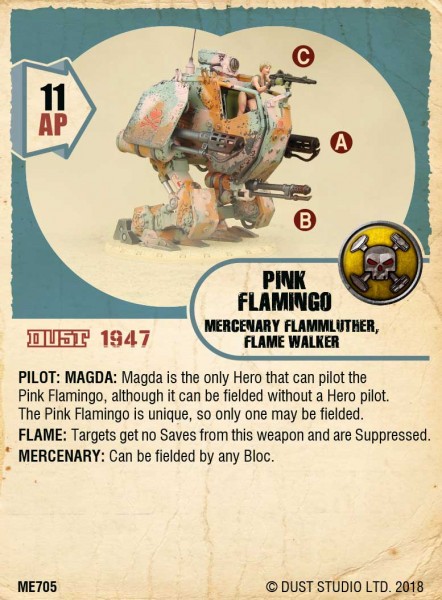 11
AP
C
A
B
PINK
FLAMINGO
MERCENARY FLAMMLUTHER,
FLAME WALKER
DUST 1947
PILOT: MAGDA: Magda is the only Hero that can pilot the
Pink Flamingo, although it can be fielded without a Hero pilot.
The Pink Flamingo is unique, so only one may be fielded.
FLAME: Targets get no Saves from this weapon and are Suppressed.
MERCENARY: Can be fielded by any Bloc.
ME705
© DUST STUDIO LTD. 2018